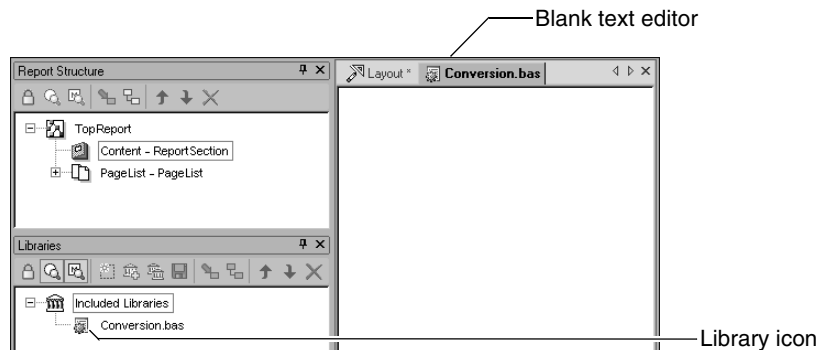 Blank text editor
Report Structure
Layout *
Conversion.bas
TopReport
Content - ReportSection
PageList - PageList
Libraries
Included Libraries
Conversion.bas
Library icon